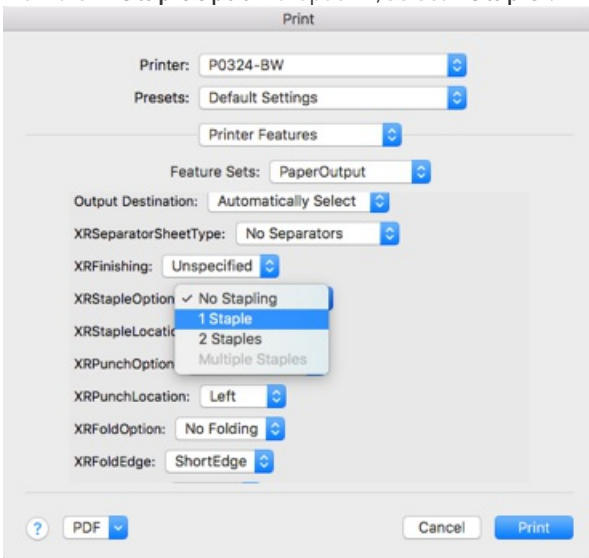 Print
Printer: P0324-BW
Presets: Default Settings
Printer Features
Feature Sets: PaperOutput
Output Destination: Automatically Select
XRSeparatorSheetType: No Separators
XRFinishing: Unspecified
XRStapleOption ✓ No Stapling
1 Staple
XRStapleLocatio
2 Staples
XRPunchOption Multiple Staples
XRPunchLocation: Left
XRFoldOption: No Folding
XRFoldEdge: ShortEdge
? PDF Cancel Print